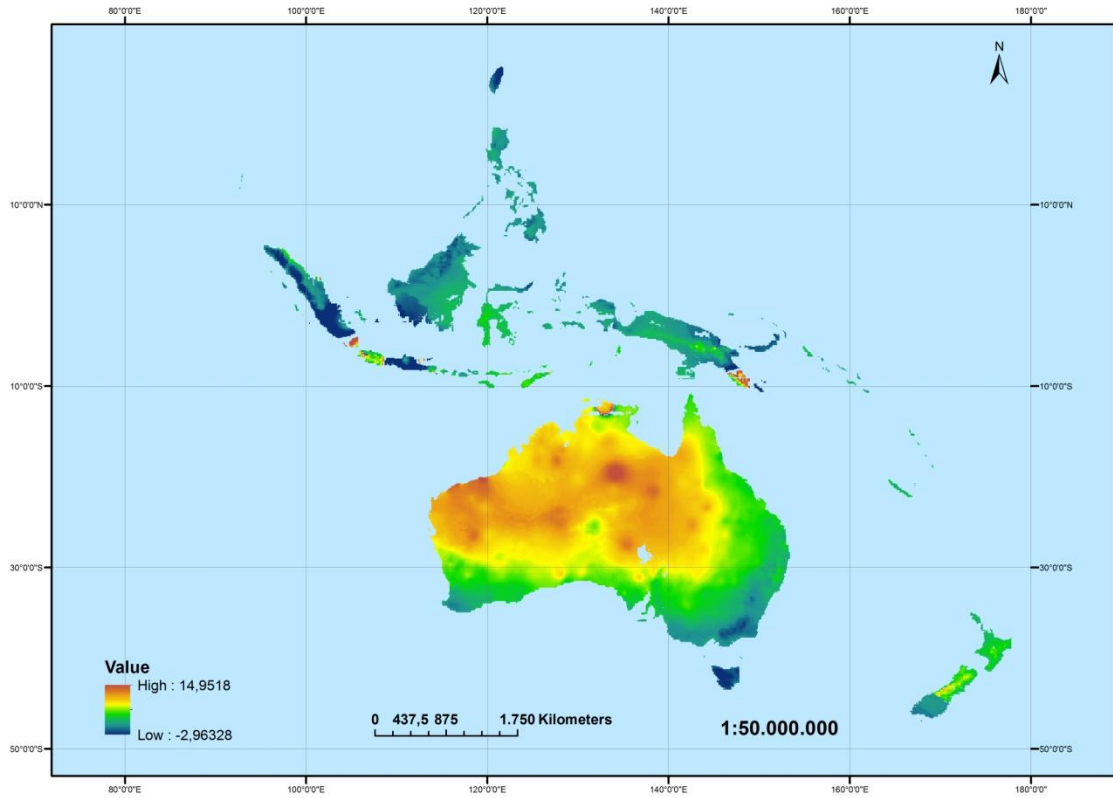 80°0'0"E 100°0'0"E 120°0'0"E 140°0'0"E 160°0'0"E 180°0'0"
N
10°0'0"N 10°0'0"N
10°0'0"S 10°0'0"S
30°0'0"S 30°0'0"S
Value
High : 14,9518
Low : -2,96328
0 437,5 875 1.750 Kilometers
1:50.000.000
50°0'0"S 50°0'0"S
80°0'0"E 100°0'0"E 120°0'0"E 140°0'0"E 160°0'0"E 180°0'0"